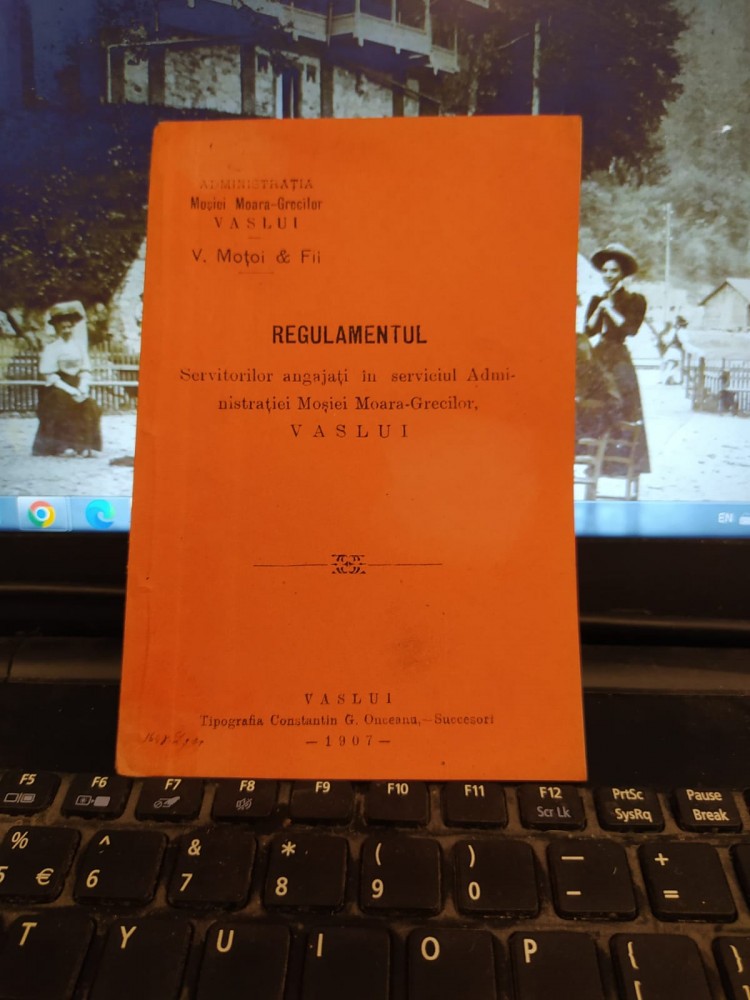 ADMINISTRAȚIA
Moșiei Moara-Grecilor
VASLUI
V. Moțoi & Fii
REGULAMENTUL
Servitorilor angajați în serviciul Admi-
nistrației Moșiei Moara-Grecilor,
VASLUI
VASLUI
Tipografia Constantin G. Onceanu,—Succesori
—1907—
EN
F5
F6
F7
F8
F9
F10
F11
F12
Scr Lk
PrtSc
SysRq
Pause
Break
%
5 €
^
6
&
7
*
8
(
9
)
0
—
-
+
=
T
Y
U
I
O
P
{
[
}
]